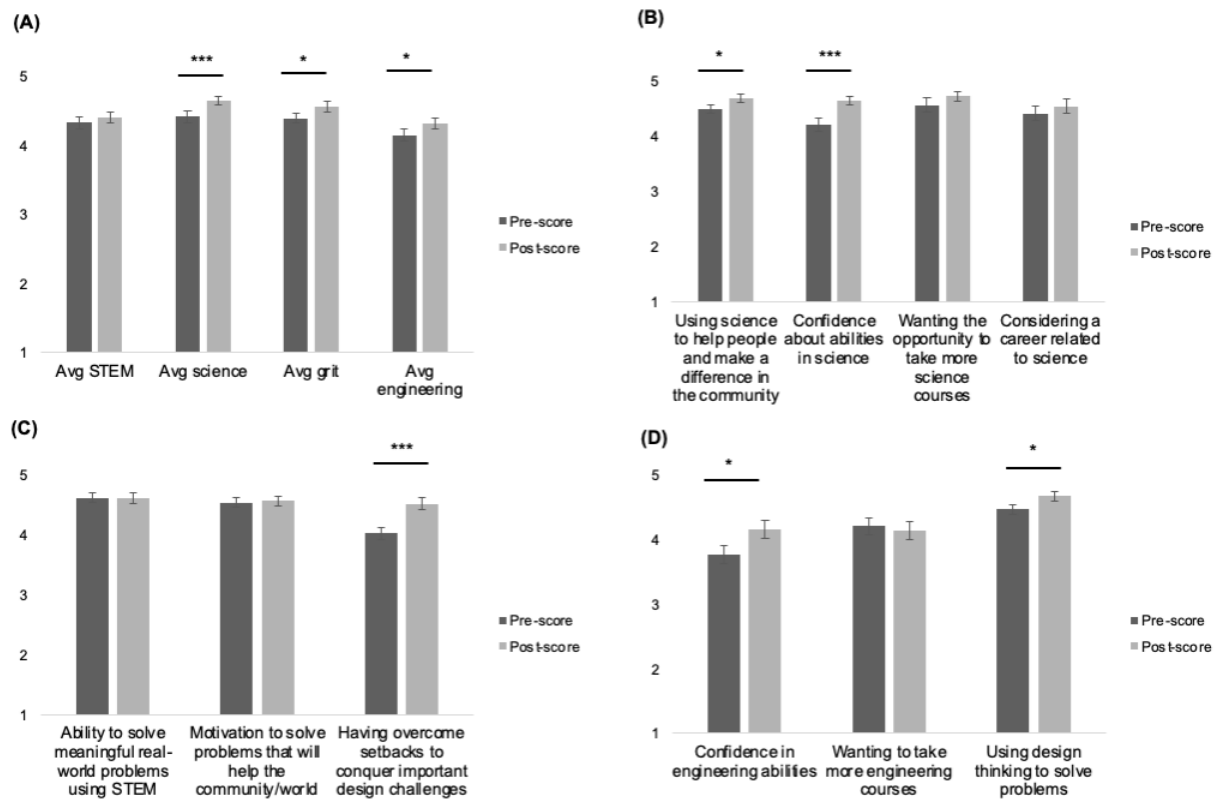 (A)
***
*
*
5
4
3
2
1
Avg STEM
Avg science
Avg grit
Avg
engineering
Pre-score
Post-score
(B)
*
***
5
4
3
2
1
Using science
to help people
and make a
difference in
the community
Confidence
about abilities
in science
Wanting the
opportunity to
take more
science
courses
Considering a
career related
to science
Pre-score
Post-score
(C)
***
5
4
3
2
1
Ability to solve
meaningful real-
world problems
using STEM
Motivation to solve
problems that will
help the
community/world
Having overcome
setbacks to
conquer important
design challenges
Pre-score
Post-score
(D)
*
*
5
4
3
2
1
Confidence in
engineering abilities
Wanting to take
more engineering
courses
Using design
thinking to solve
problems
Pre-score
Post-score